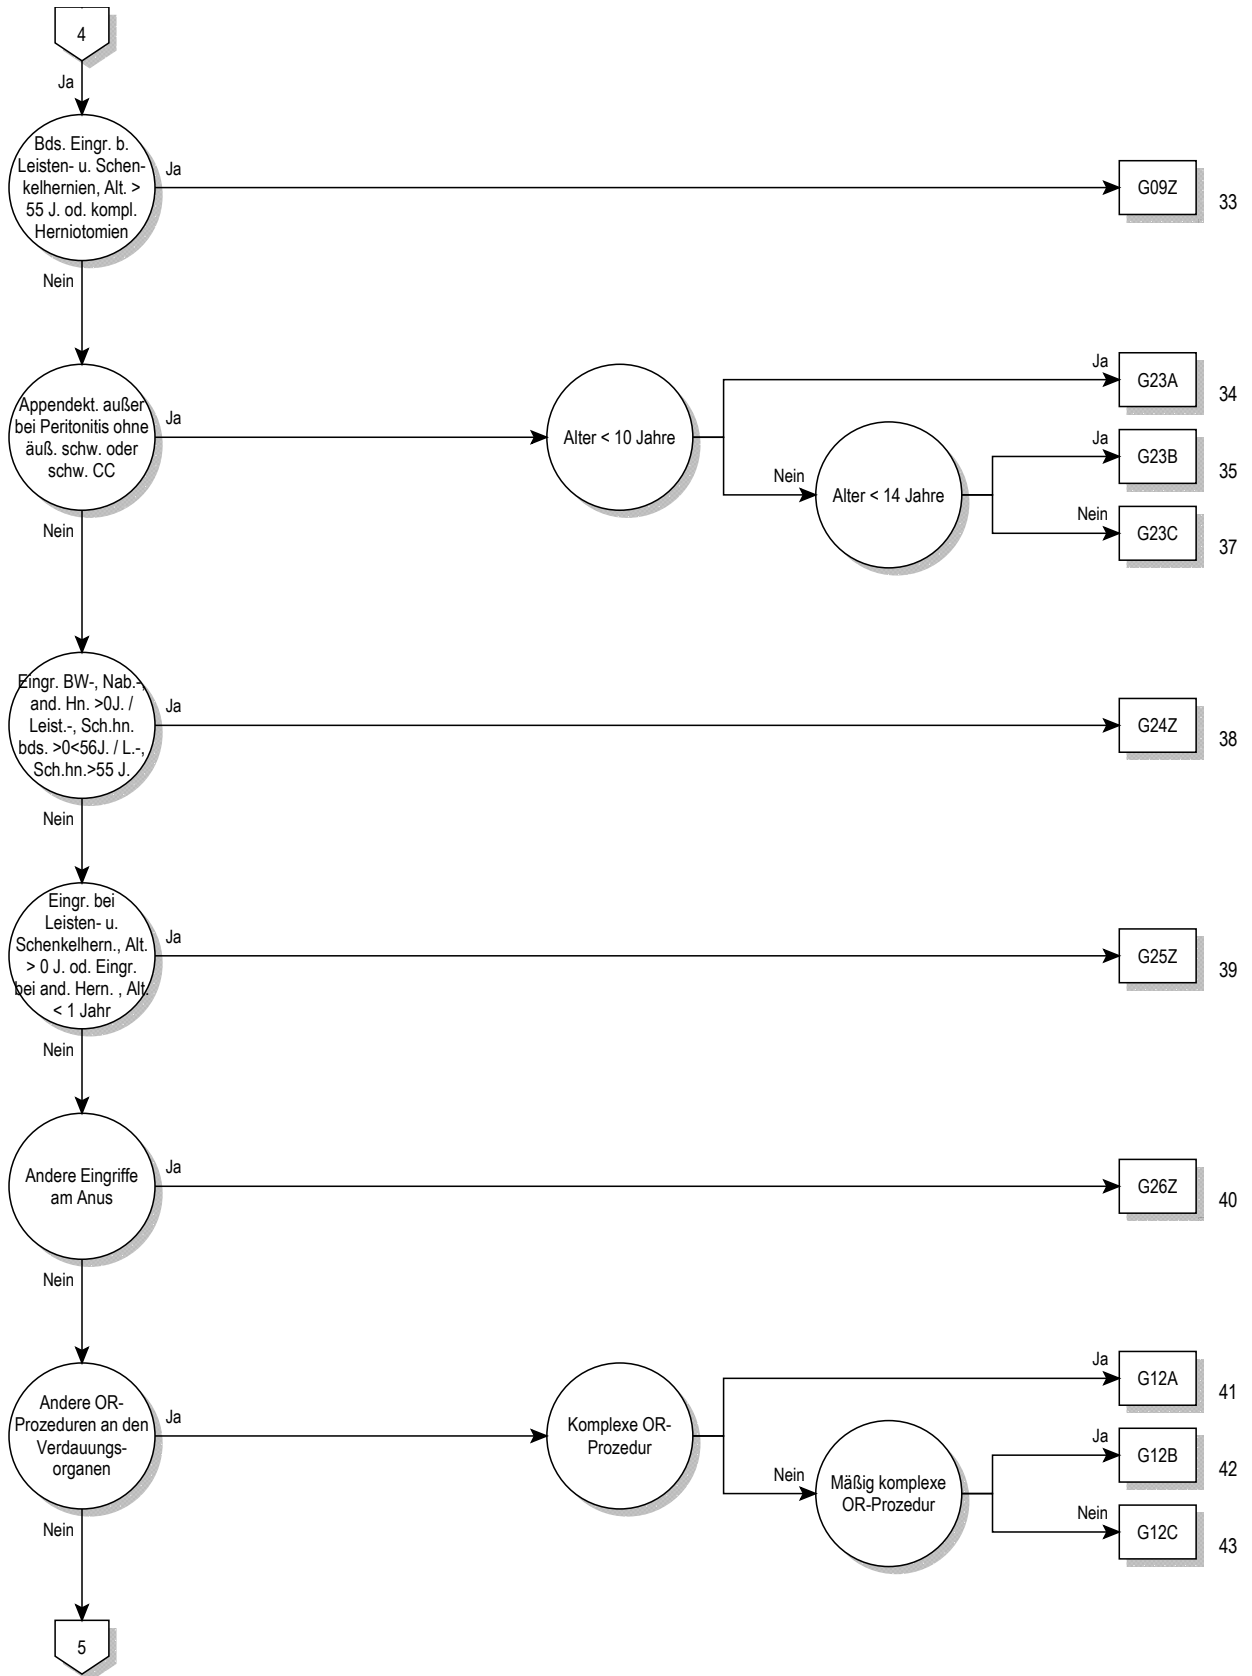 4
Ja
Bds. Eingr. b.
Leisten- u. Schen-
kelhernien, Alt. >
55 J. od. kompl.
Herniotomien
Ja
G09Z
33
Nein
Appendekt. außer
bei Peritonitis ohne
äuß. schw. oder
schw. CC
Ja
Alter < 10 Jahre
Ja
G23A
34
Nein
Alter < 14 Jahre
Ja
G23B
35
Nein
G23C
37
Nein
Eingr. BW-, Nab.-,
and. Hn. >0J. /
Leist.-, Sch.hn.
bds. >0<56J. / L.-,
Sch.hn.>55 J.
Ja
G24Z
38
Nein
Eingr. bei
Leisten- u.
Schenkelhern., Alt.
> 0 J. od. Eingr.
bei and. Hern. , Alt.
< 1 Jahr
Ja
G25Z
39
Nein
Andere Eingriffe
am Anus
Ja
G26Z
40
Nein
Andere OR-
Prozeduren an den
Verdauungs-
organen
Ja
Komplexe OR-
Prozedur
Ja
G12A
41
Nein
Mäßig komplexe
OR-Prozedur
Ja
G12B
42
Nein
G12C
43
Nein
5